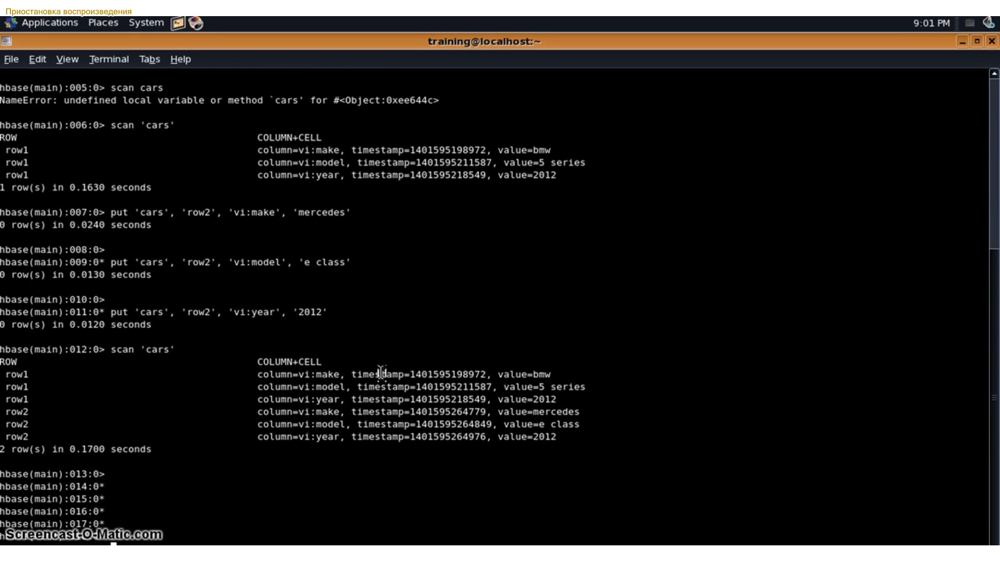 Приостановка воспроизведения
Applications Places System 9:01 PM
training@localhost:~
File Edit View Terminal Tabs Help
hbase(main):005:0> scan cars
NameError: undefined local variable or method `cars' for #<Object:0xee644c>
hbase(main):006:0> scan 'cars'
ROW COLUMN+CELL
row1 column=vi:make, timestamp=1401595198972, value=bmw
row1 column=vi:model, timestamp=1401595211587, value=5 series
row1 column=vi:year, timestamp=1401595218549, value=2012
1 row(s) in 0.1630 seconds
hbase(main):007:0> put 'cars', 'row2', 'vi:make', 'mercedes'
0 row(s) in 0.0240 seconds
hbase(main):008:0>
hbase(main):009:0* put 'cars', 'row2', 'vi:model', 'e class'
0 row(s) in 0.0130 seconds
hbase(main):010:0>
hbase(main):011:0* put 'cars', 'row2', 'vi:year', '2012'
0 row(s) in 0.0120 seconds
hbase(main):012:0> scan 'cars'
ROW COLUMN+CELL
row1 column=vi:make, timestamp=1401595198972, value=bmw
row1 column=vi:model, timestamp=1401595211587, value=5 series
row1 column=vi:year, timestamp=1401595218549, value=2012
row2 column=vi:make, timestamp=1401595264779, value=mercedes
row2 column=vi:model, timestamp=1401595264849, value=e class
row2 column=vi:year, timestamp=1401595264976, value=2012
2 row(s) in 0.1700 seconds
hbase(main):013:0>
hbase(main):014:0*
hbase(main):015:0*
hbase(main):016:0*
hbase(main):017:0*
Screencast-O-Matic.com